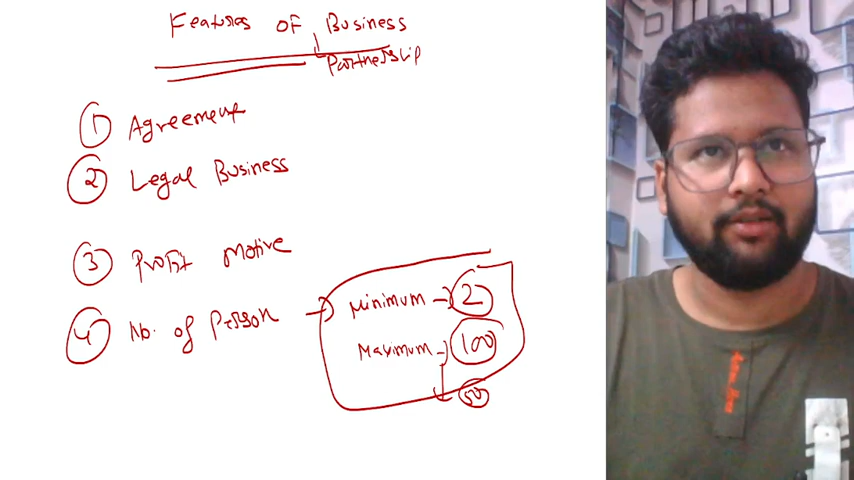 Features of Business
Partnership
1 Agreement
2 Legal Business
3 Profit motive
4 No. of Person → Minimum → 2
Maximum → 100
50